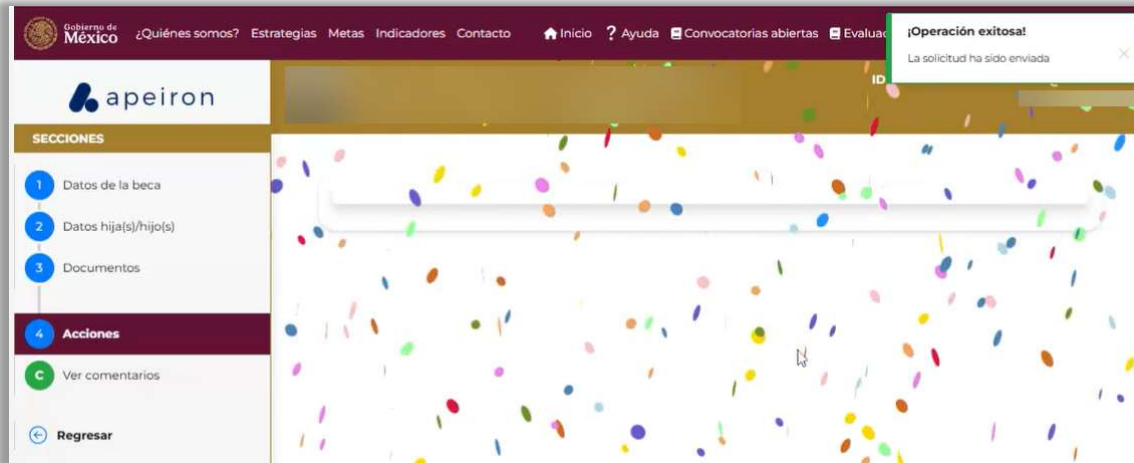 Gobierno de
México
¿Quiénes somos? Estrategias Metas Indicadores Contacto Inicio ? Ayuda Convocatorias abiertas Evaluac
¡Operación exitosa!
La solicitud ha sido enviada
apeiron
ID
SECCIONES
1 Datos de la beca
2 Datos hija(s)/hijo(s)
3 Documentos
4 Acciones
C Ver comentarios
Regresar